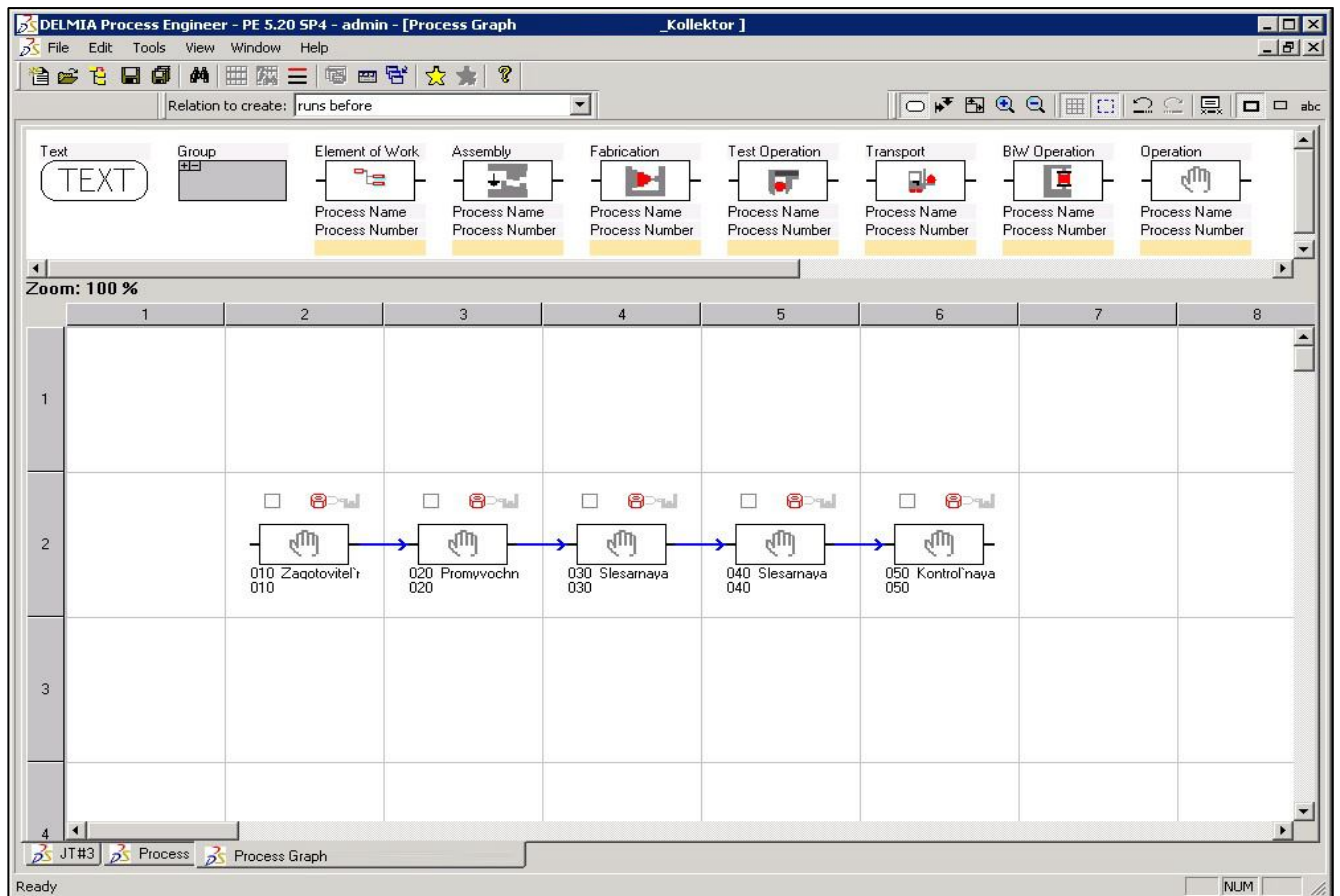 DELMIA Process Engineer - PE 5.20 SP4 - admin - [Process Graph _Kollektor ]
File Edit Tools View Window Help
Relation to create: runs before
abc
Text Group Element of Work Assembly Fabrication Test Operation Transport BIW Operation Operation
TEXT
Process Name Process Name Process Name Process Name Process Name Process Name Process Name
Process Number Process Number Process Number Process Number Process Number Process Number Process Number
Zoom: 100 %
1 2 3 4 5 6 7 8
1
2
010 Zagotovitel`r 020 Promyvochn 030 Slesarnaya 040 Slesarnaya 050 Kontrol`naya
010 020 030 040 050
3
4
JT#3 Process Process Graph
Ready NUM